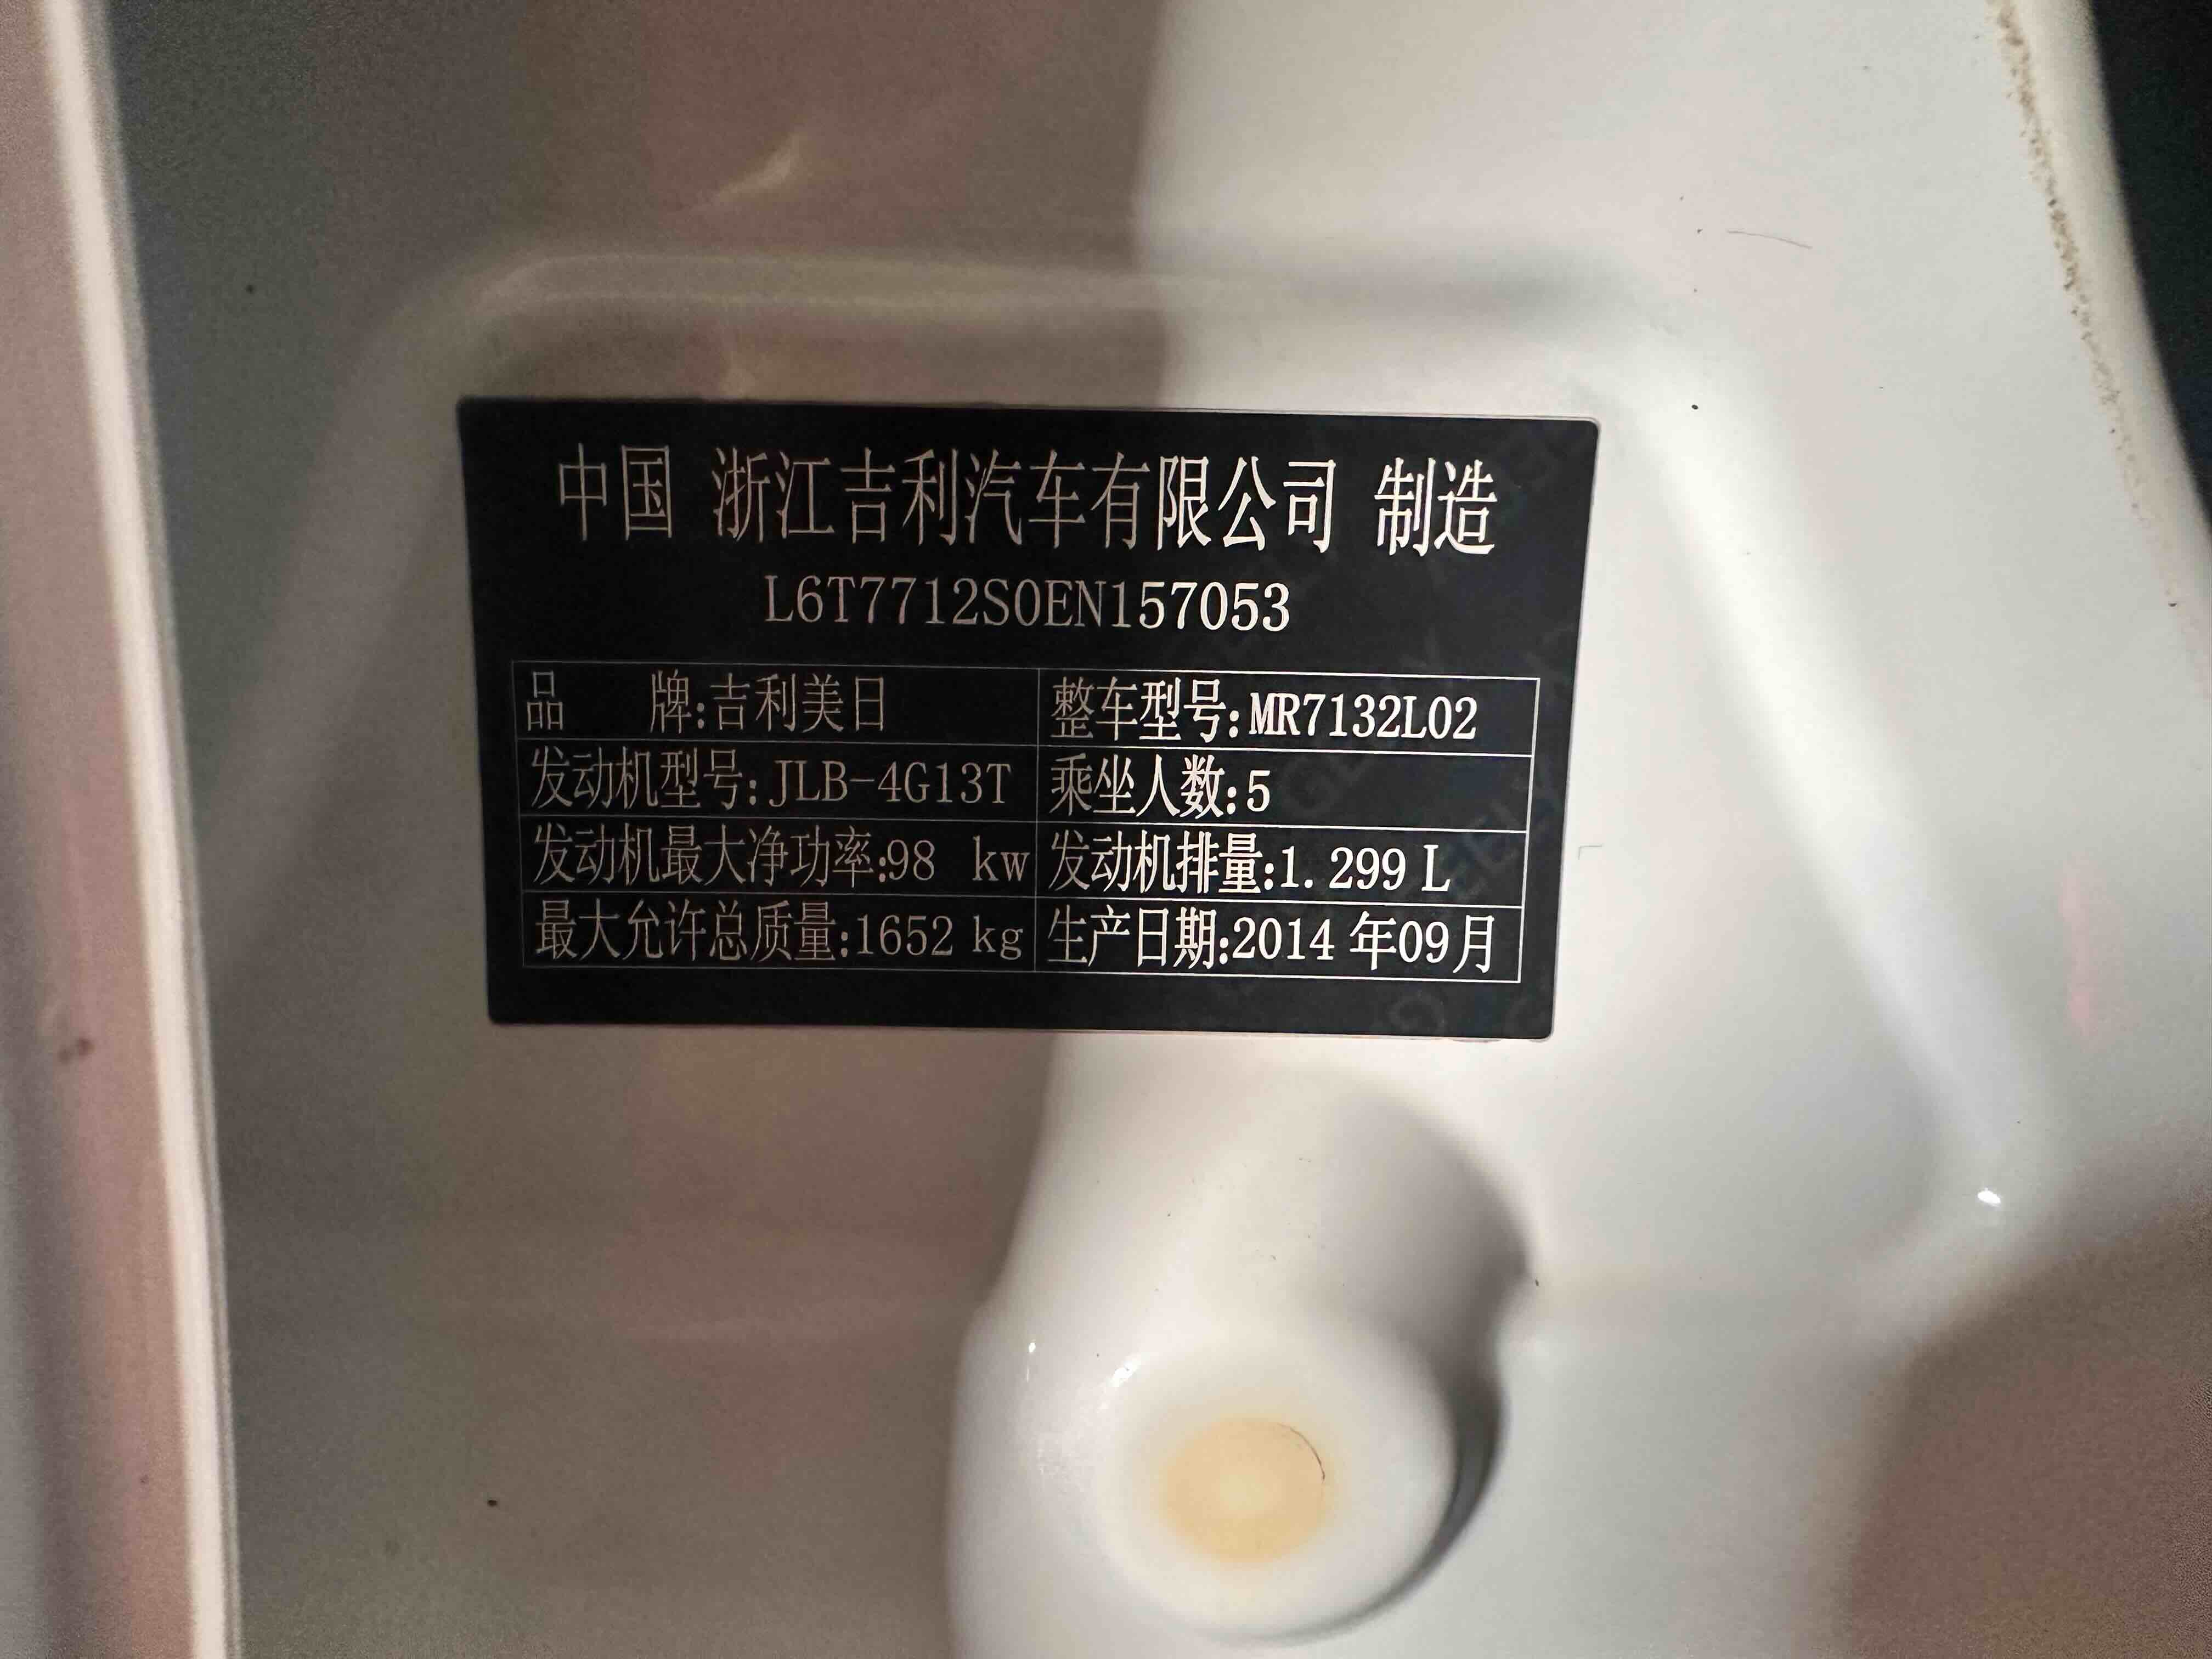 中国 浙江吉利汽车有限公司 制造
L6T7712S0EN157053
品 牌:吉利美日 整车型号:MR7132L02
发动机型号:JLB-4G13T 乘坐人数:5
发动机最大净功率:98 kw 发动机排量:1.299 L
最大允许总质量:1652 kg 生产日期:2014 年09月